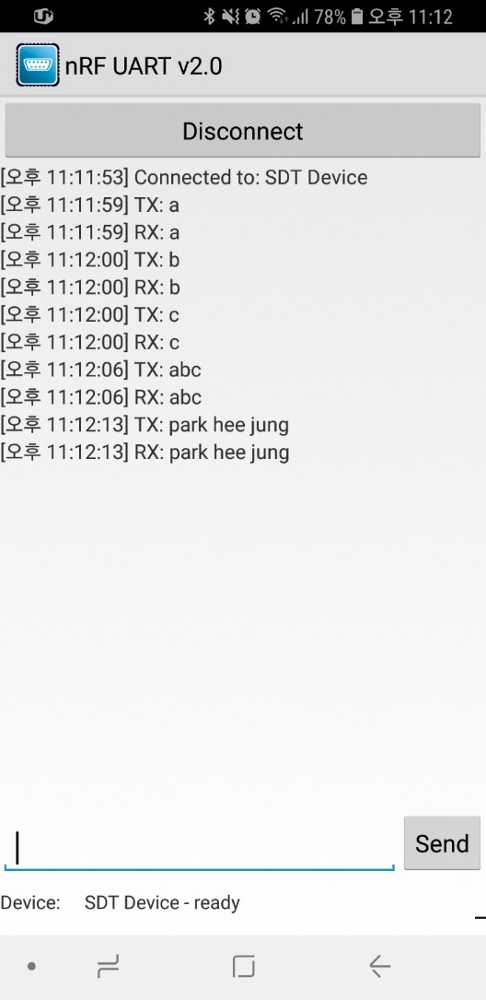 78% 오후 11:12
nRF UART v2.0
Disconnect
[오후 11:11:53] Connected to: SDT Device
[오후 11:11:59] TX: a
[오후 11:11:59] RX: a
[오후 11:12:00] TX: b
[오후 11:12:00] RX: b
[오후 11:12:00] TX: c
[오후 11:12:00] RX: c
[오후 11:12:06] TX: abc
[오후 11:12:06] RX: abc
[오후 11:12:13] TX: park hee jung
[오후 11:12:13] RX: park hee jung
Send
Device: SDT Device - ready